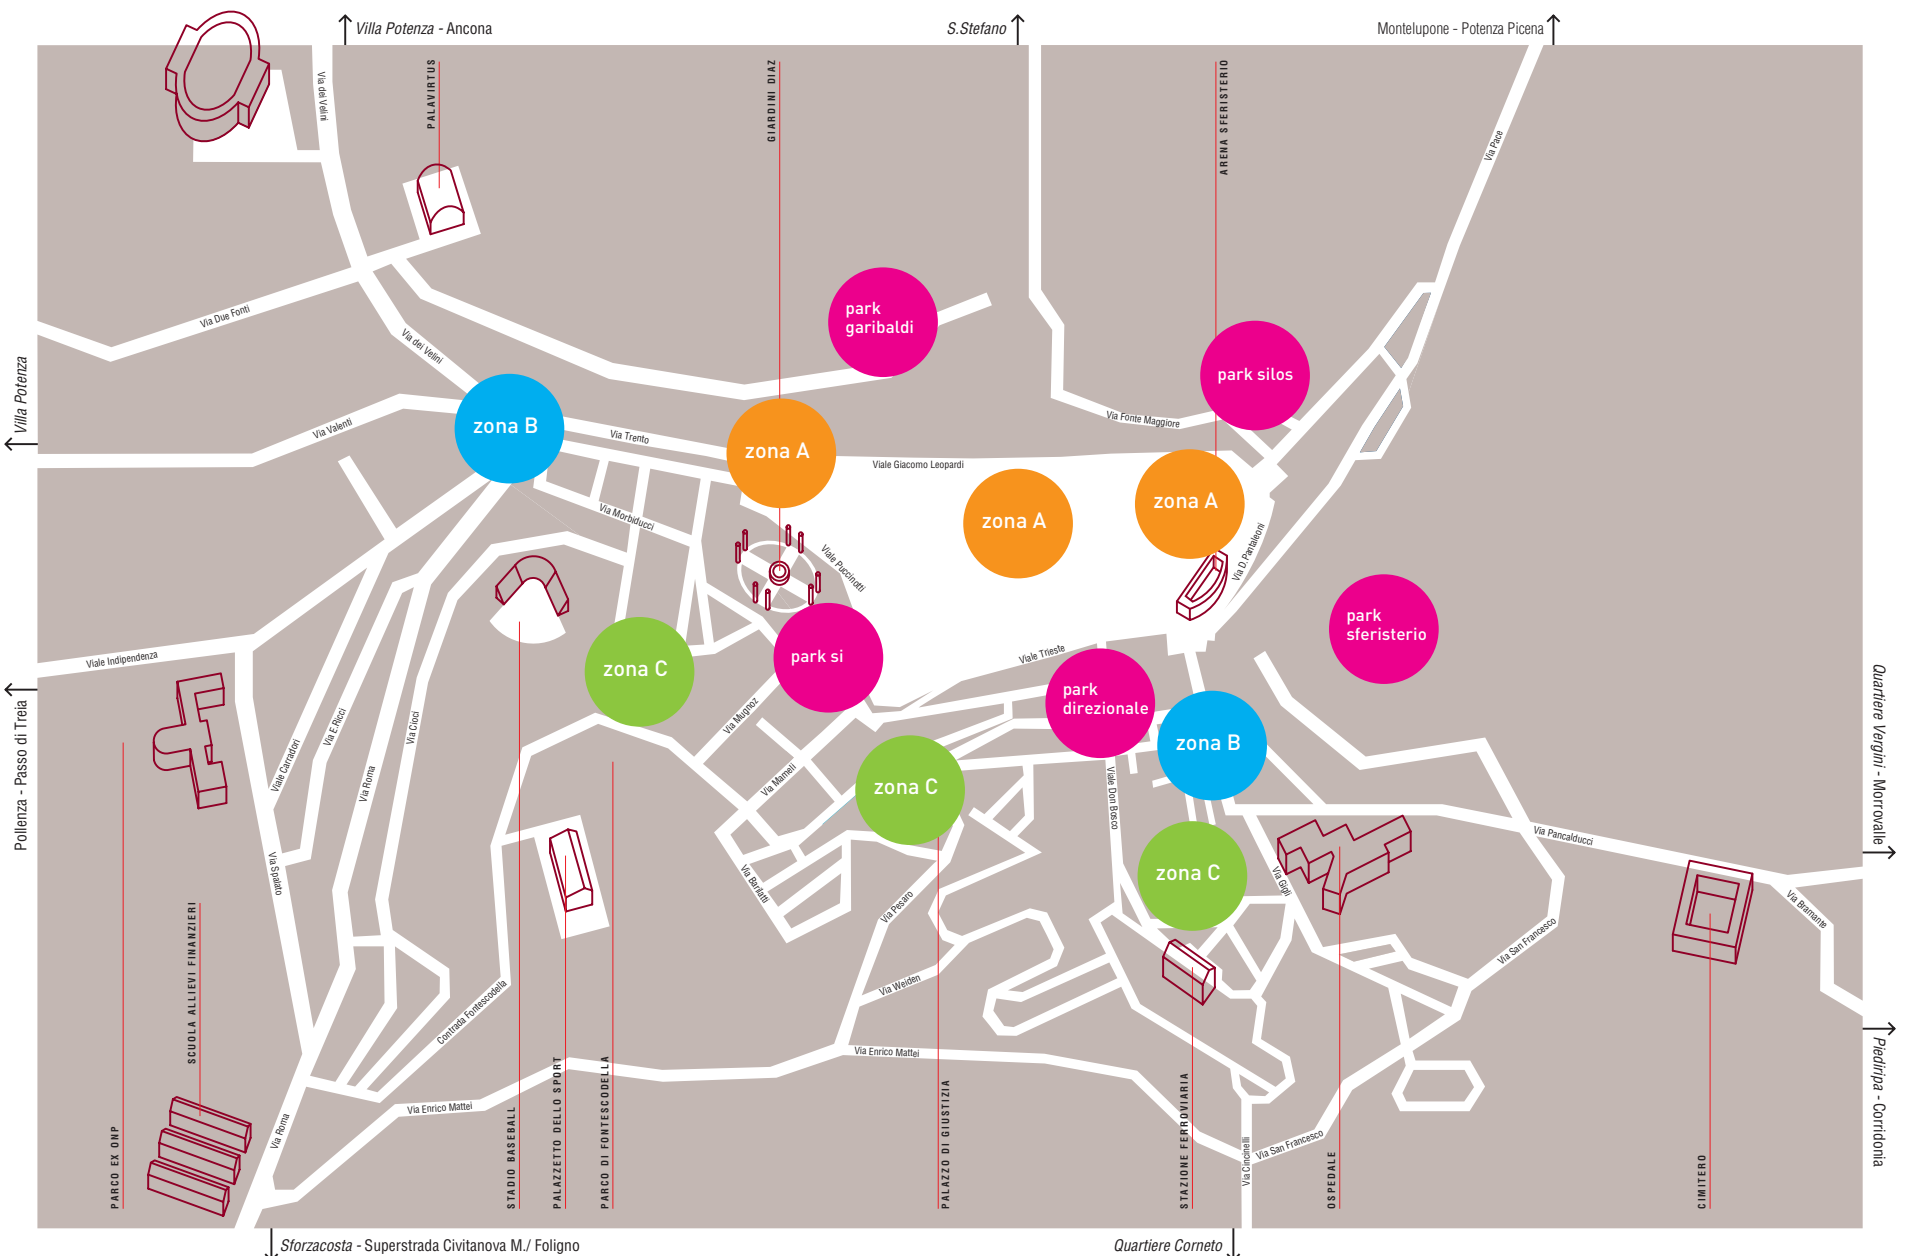 Villa Potenza - Ancona
S.Stefano
Montelupone - Potenza Picena
Via dei Velini
PALAVIRTUS
GIARDINI DIAZ
ARENA SFERISTERIO
Via Pace
Via Due Fonti
Via dei Velini
park
garibaldi
park silos
Villa Potenza
Via Valenti
zona B
Via Trento
zona A
Viale Giacomo Leopardi
Via Fonte Maggiore
zona A
zona A
Via Morbiducci
Viale Puccinotti
Via D.Pantaleoni
park
sferisterio
Viale Indipendenza
zona C
park si
Viale Trieste
park
direzionale
zona B
Pollenza - Passo di Treia
Quartiere Vergini - Morrovalle
Viale Carradori
Via E.Ricci
Via Roma
Via Cioci
Via Mugnoz
Via Mameli
zona C
Viale Don Bosco
zona C
Via Gigli
Via Pancalducci
Via Spalato
Via Barilatti
Via Pesaro
Via Bramante
Via San Francesco
Via Weiden
Contrada Fontescodella
Via Enrico Mattei
Via Enrico Mattei
Via Roma
Via San Francesco
Via Cincinelli
Piediripa - Corridonia
PARCO EX ONP
SCUOLA ALLIEVI FINANZIERI
STADIO BASEBALL
PALAZZETTO DELLO SPORT
PARCO DI FONTESCODELLA
PALAZZO DI GIUSTIZIA
STAZIONE FERROVIARIA
OSPEDALE
CIMITERO
Sforzacosta - Superstrada Civitanova M./ Foligno
Quartiere Corneto